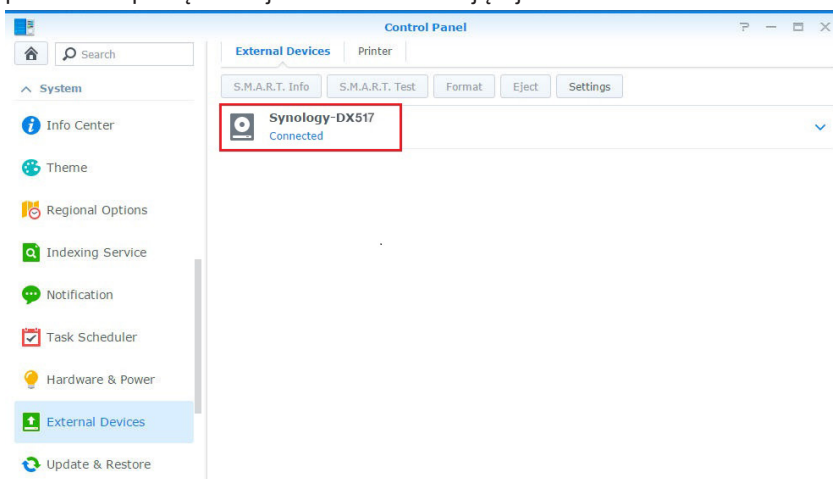 Control Panel
Search
System
Info Center
Theme
Regional Options
Indexing Service
Notification
Task Scheduler
Hardware & Power
External Devices
Update & Restore
External Devices Printer
S.M.A.R.T. Info S.M.A.R.T. Test Format Eject Settings
Synology-DX517
Connected